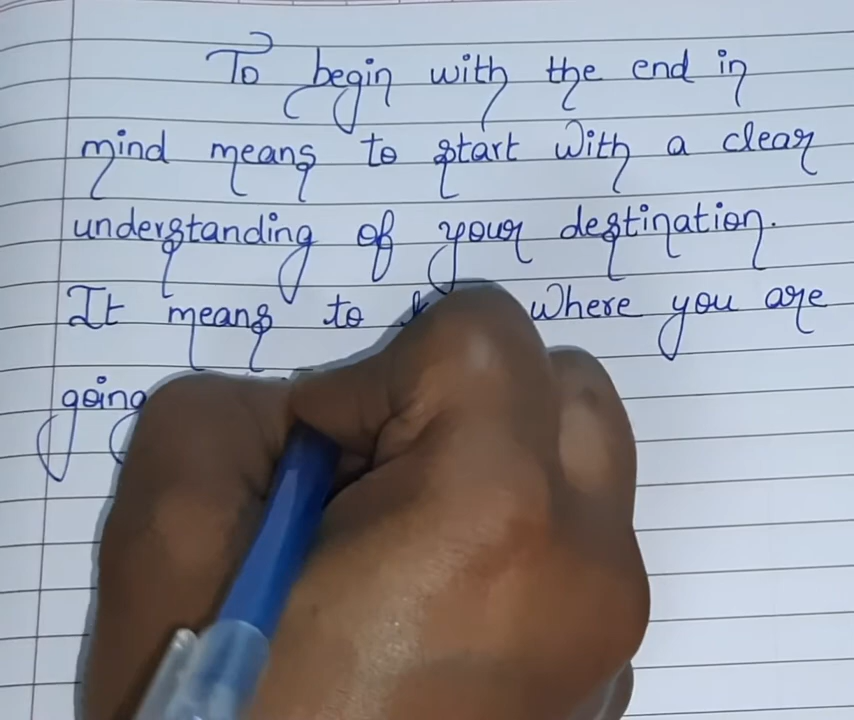 To begin with the end in
mind means to start with a clear
understanding of your destination.
It means to where you are
going